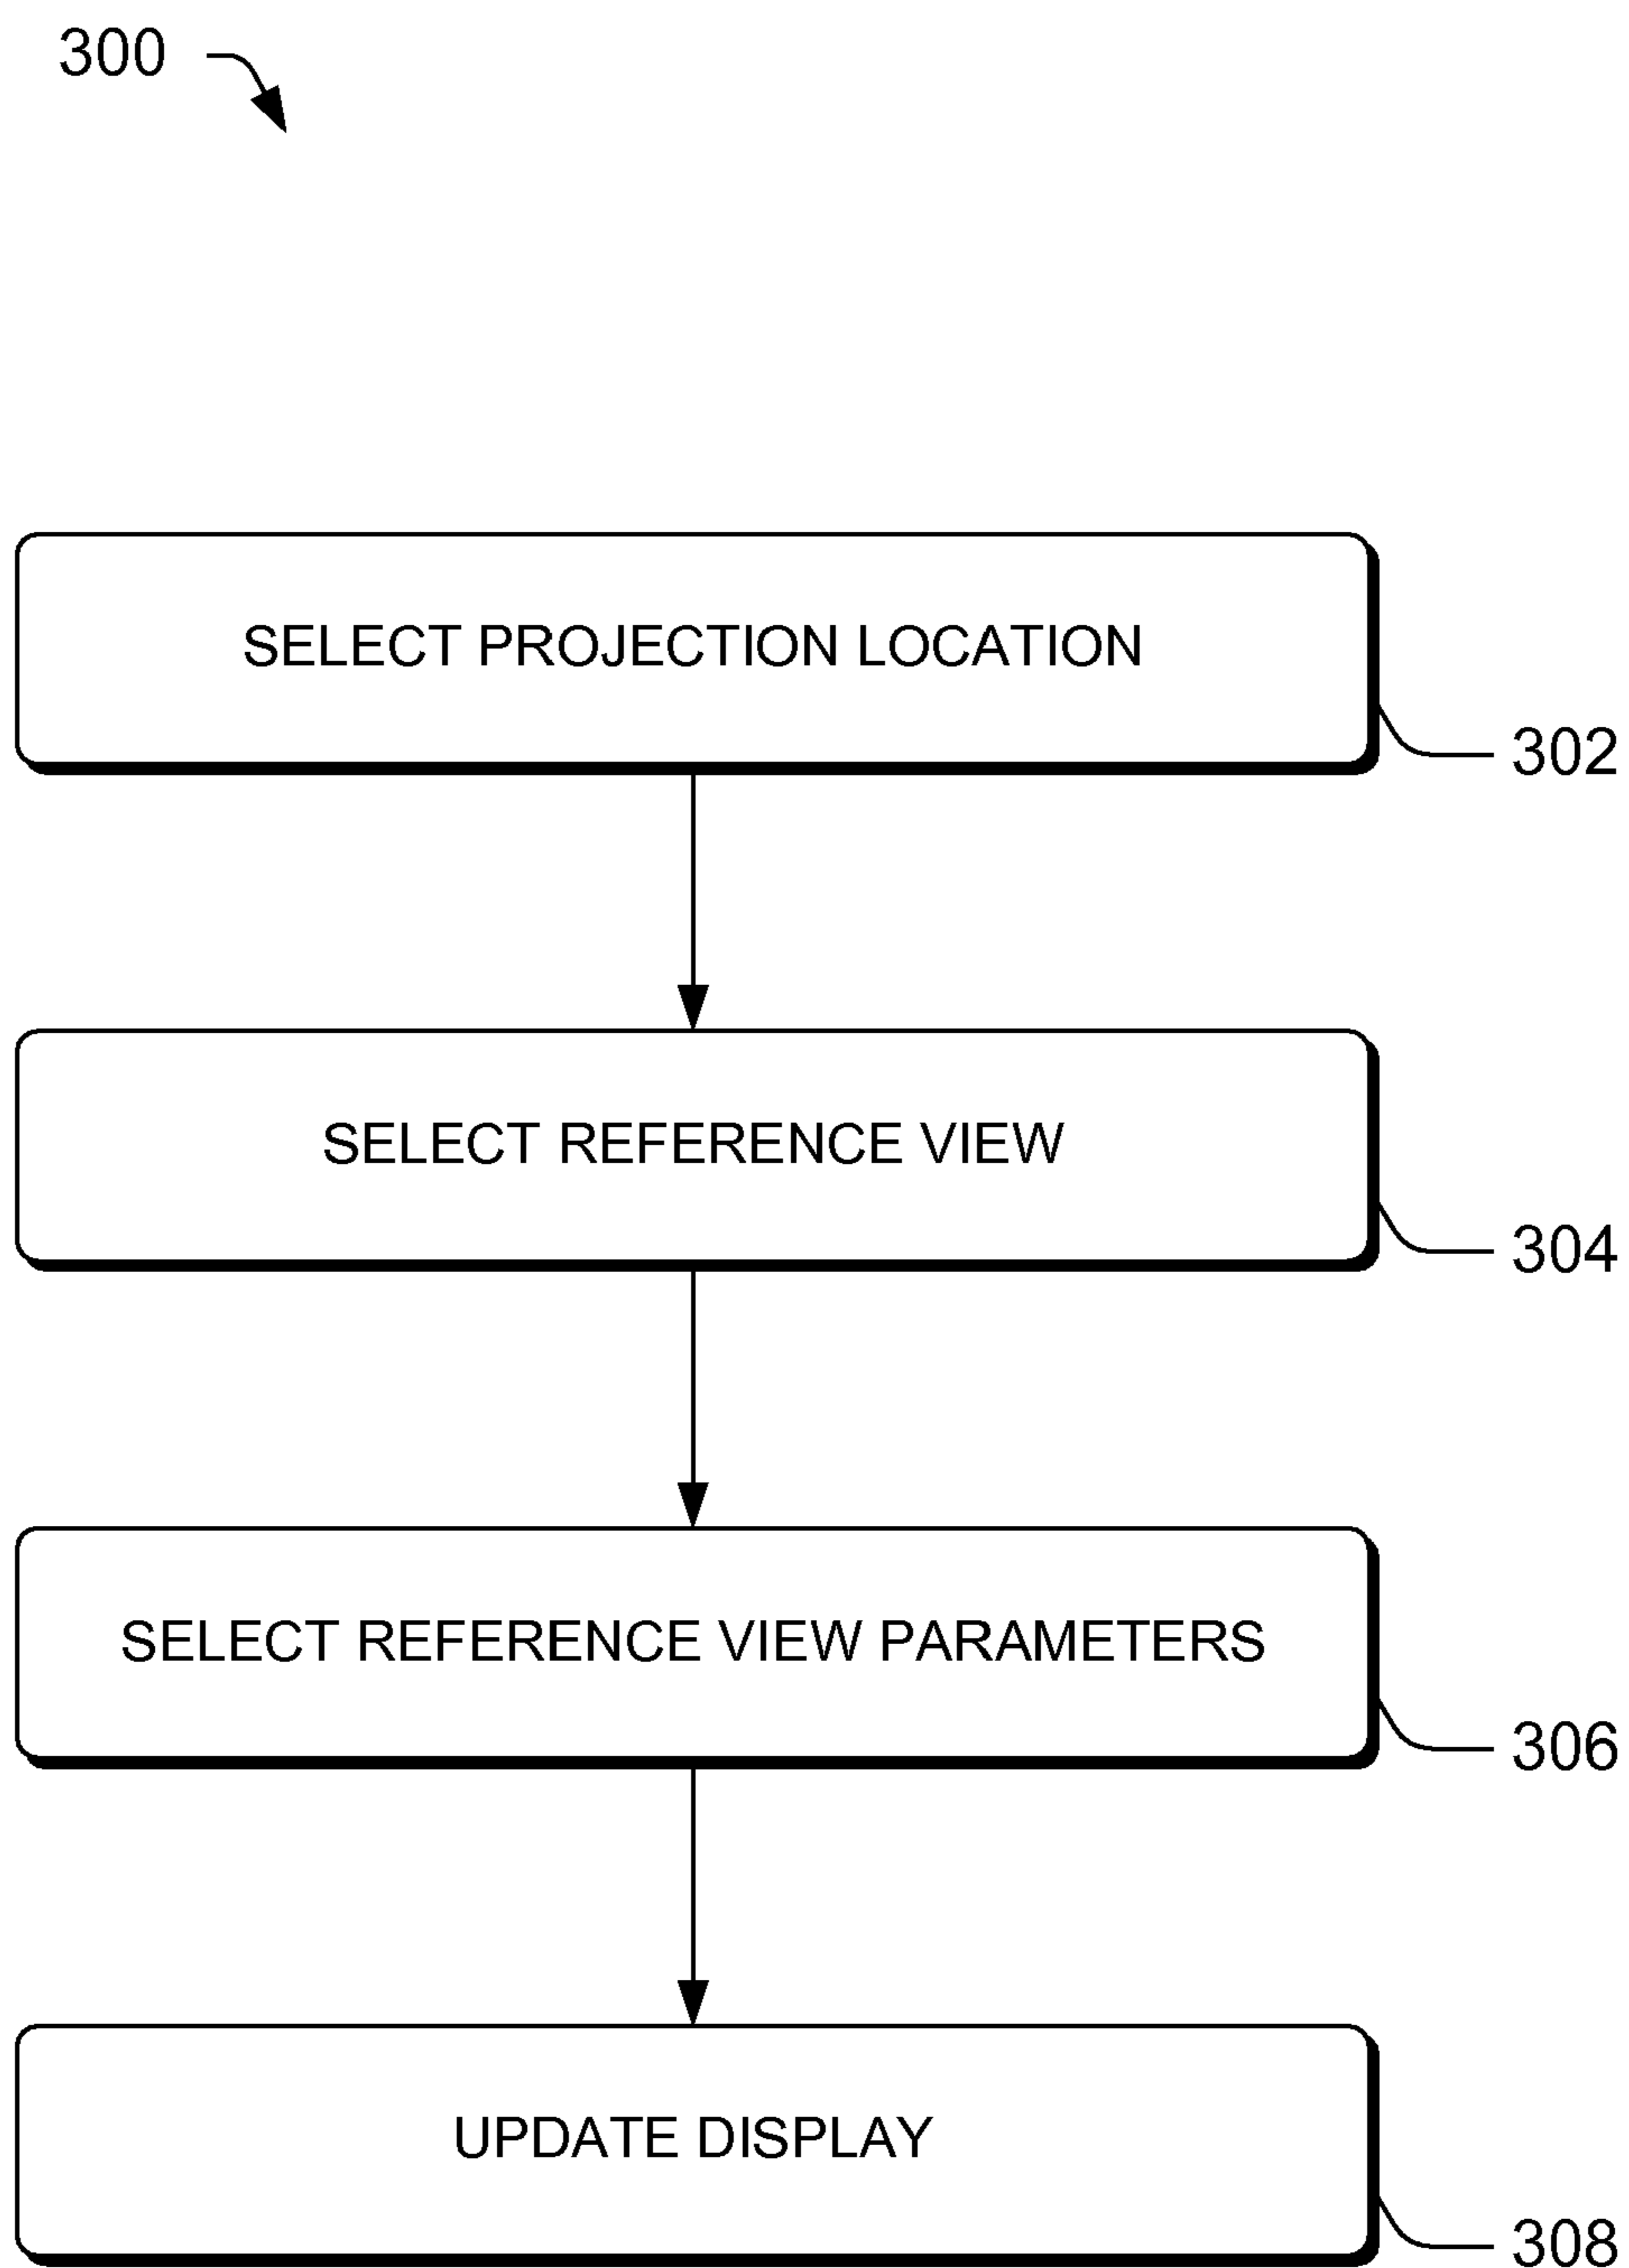 300
SELECT PROJECTION LOCATION
302
SELECT REFERENCE VIEW
304
SELECT REFERENCE VIEW PARAMETERS
306
UPDATE DISPLAY
308